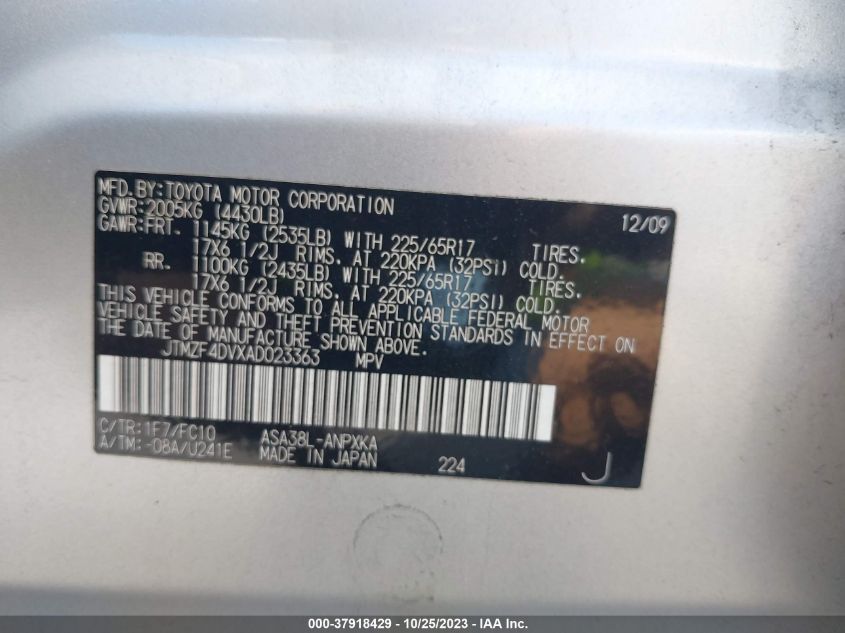 MFD.BY:TOYOTA MOTOR CORPORATION 12/09
GVWR:2005KG (4430LB)
GAWR:FRT. 1145KG (2535LB) WITH 225/65R17 TIRES.
17X6 1/2J RIMS. AT 220KPA (32PSI) COLD.
RR. 1100KG (2435LB) WITH 225/65R17 TIRES.
17X6 1/2J RIMS. AT 220KPA (32PSI) COLD.
THIS VEHICLE CONFORMS TO ALL APPLICABLE FEDERAL MOTOR
VEHICLE SAFETY AND THEFT PREVENTION STANDARDS IN EFFECT ON
THE DATE OF MANUFACTURE SHOWN ABOVE.
JTMZF4DVXAD023363 MPV
C/TR:1F7/FC10 ASA38L-ANPXKA
A/TM:-08A/U241E MADE IN JAPAN 224 J
000-37918429 - 10/25/2023 - IAA Inc.